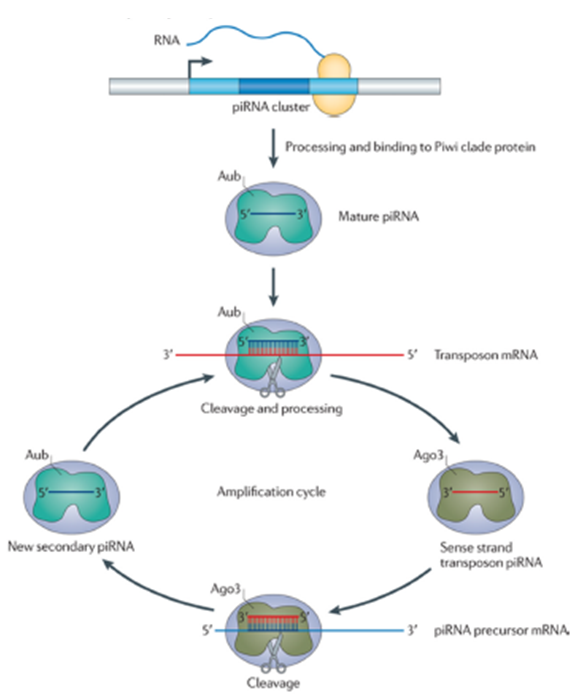 RNA
piRNA cluster
Processing and binding to Piwi clade protein
Aub
5′ 3′
Mature piRNA
Aub
5′ 3′
3′ 5′ Transposon mRNA
Cleavage and processing
Aub
5′ 3′
New secondary piRNA
Amplification cycle
Ago3
3′ 5′
Sense strand
transposon piRNA
Ago3
3′ 5′
5′ 3′ piRNA precursor mRNA.
Cleavage